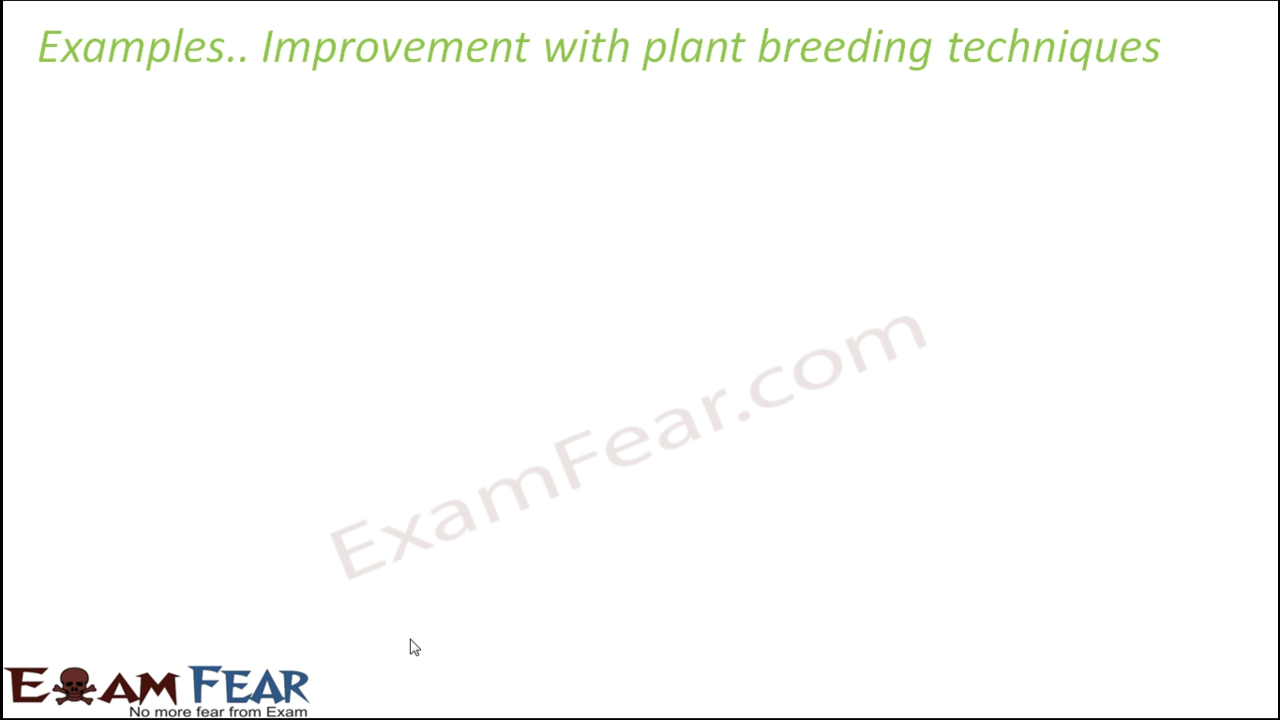 Examples.. Improvement with plant breeding techniques
ExamFear.com
EXAM FEAR
No more fear from Exam